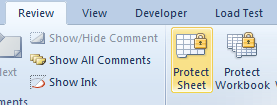 Review View Developer Load Test
Show/Hide Comment
Show All Comments
Show Ink
Protect Sheet
Protect Workbook